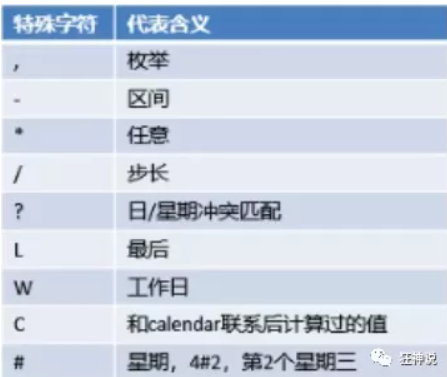 特殊字符 代表含义
, 枚举
- 区间
* 任意
/ 步长
? 日/星期冲突匹配
L 最后
W 工作日
C 和calendar联系后计算过的值
# 星期，4#2，第2个星期三
狂神说